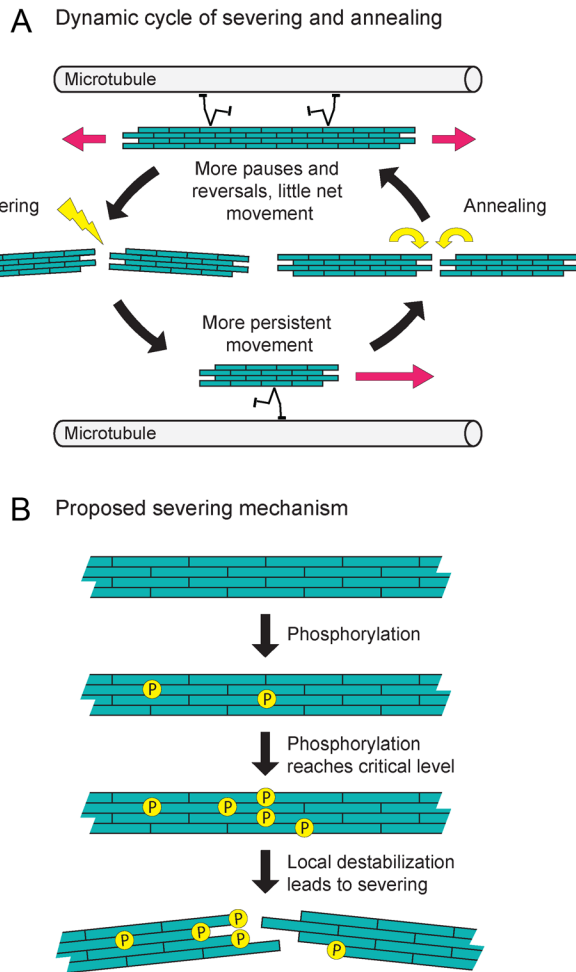 A Dynamic cycle of severing and annealing
Microtubule
More pauses and
reversals, little net
movement
ering
Annealing
More persistent
movement
Microtubule
B Proposed severing mechanism
Phosphorylation
P P
Phosphorylation
reaches critical level
P P P P P
Local destabilization
leads to severing
P P P P P